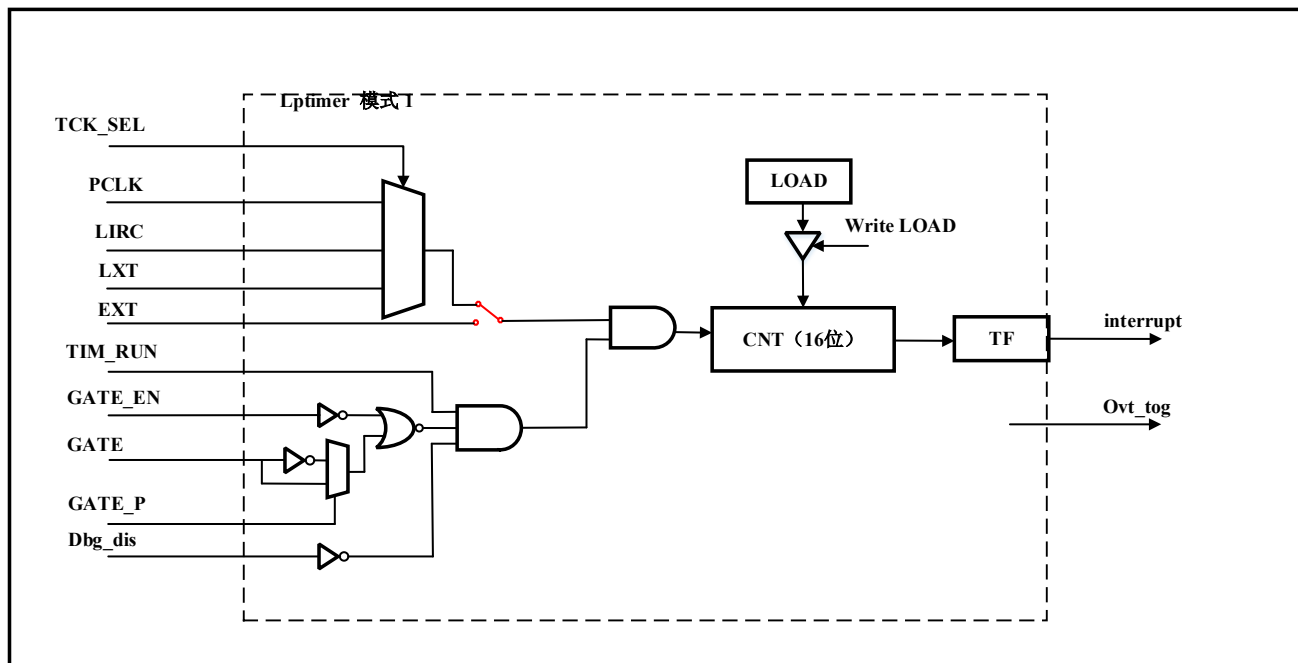 Lptimer 模式 1
TCK_SEL
PCLK
LIRC
LXT
EXT
TIM_RUN
GATE_EN
GATE
GATE_P
Dbg_dis
LOAD
Write LOAD
CNT（16位）
TF
interrupt
Ovt_tog